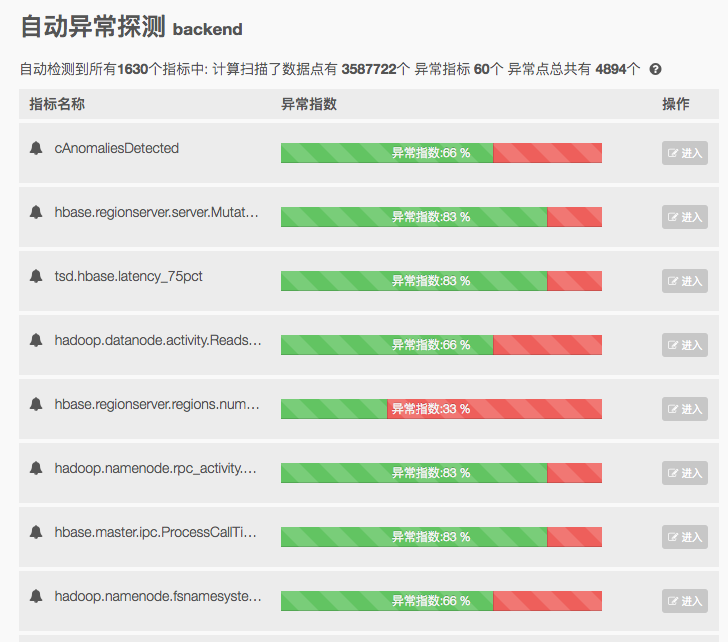 自动异常探测 backend
自动检测到所有1630个指标中: 计算扫描了数据点有 3587722个 异常指标 60个 异常点总共有 4894个
指标名称 异常指数 操作
cAnomaliesDetected 异常指数:66 % 进入
hbase.regionserver.server.Mutat... 异常指数:83 % 进入
tsd.hbase.latency_75pct 异常指数:83 % 进入
hadoop.datanode.activity.Reads... 异常指数:66 % 进入
hbase.regionserver.regions.num... 异常指数:33 % 进入
hadoop.namenode.rpc_activity.... 异常指数:83 % 进入
hbase.master.ipc.ProcessCallTi... 异常指数:83 % 进入
hadoop.namenode.fsnamesyste... 异常指数:66 % 进入